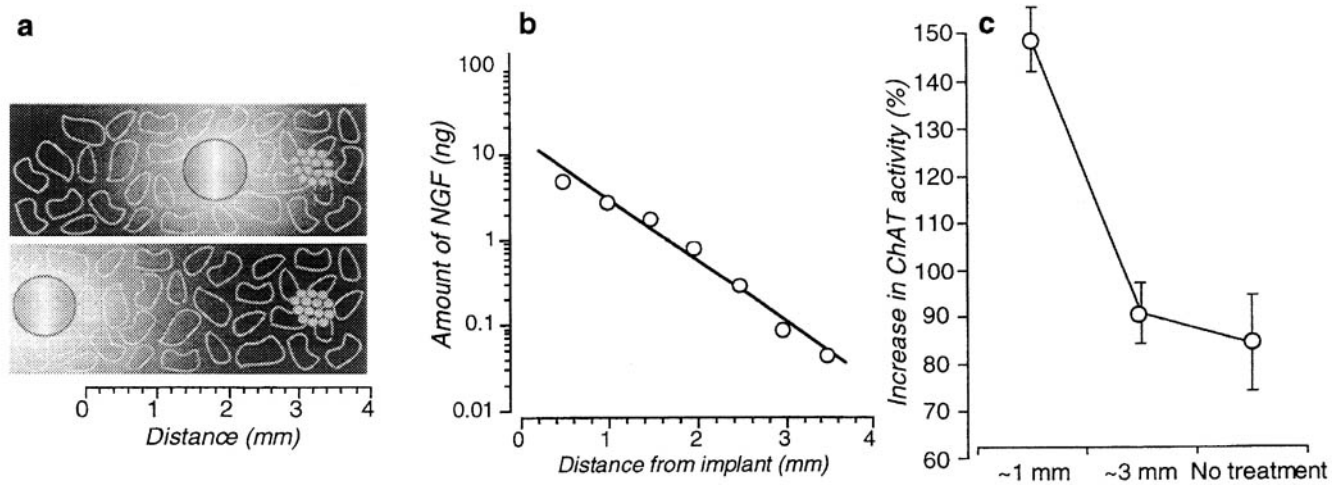 a
0 1 2 3 4
Distance (mm)
b
Amount of NGF (ng)
100
10
1
0.1
0.01
0 1 2 3 4
Distance from implant (mm)
c
Increase in ChAT activity (%)
150
140
130
120
110
100
90
80
70
60
~1 mm ~3 mm No treatment